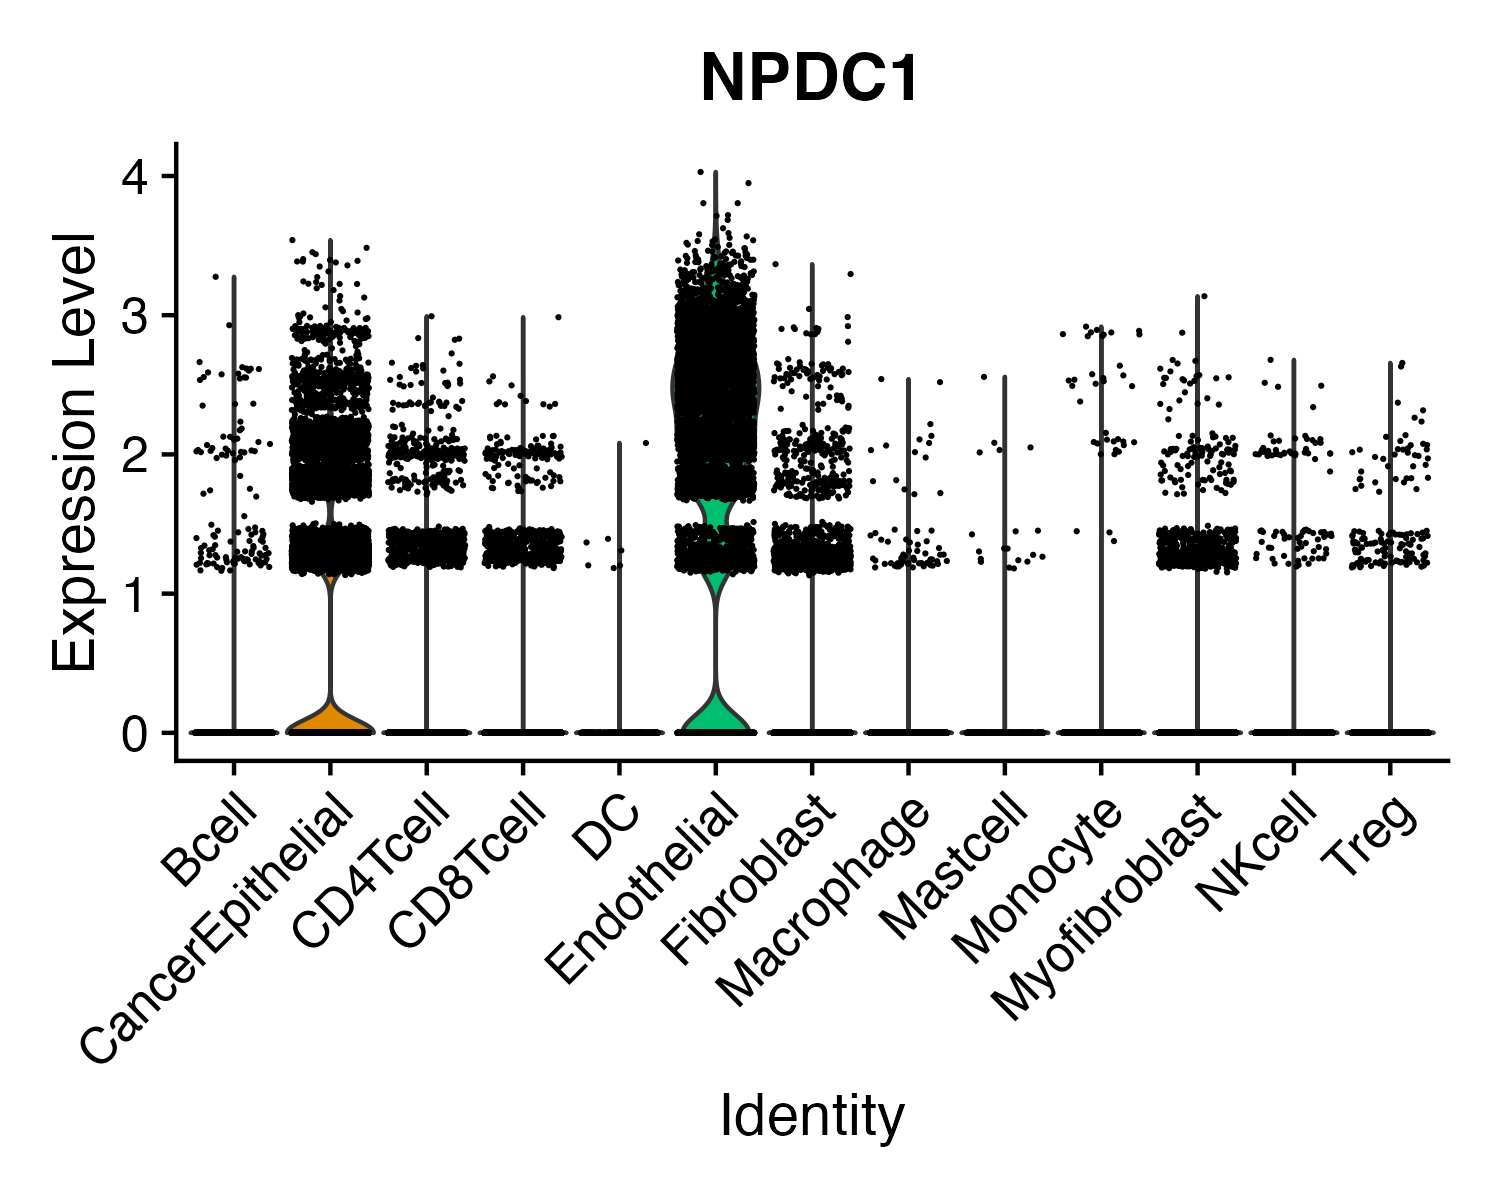 NPDC1
Expression Level
4
3
2
1
0
Bcell
CancerEpithelial
CD4Tcell
CD8Tcell
DC
Endothelial
Fibroblast
Macrophage
Mastcell
Monocyte
Myofibroblast
NKcell
Treg
Identity